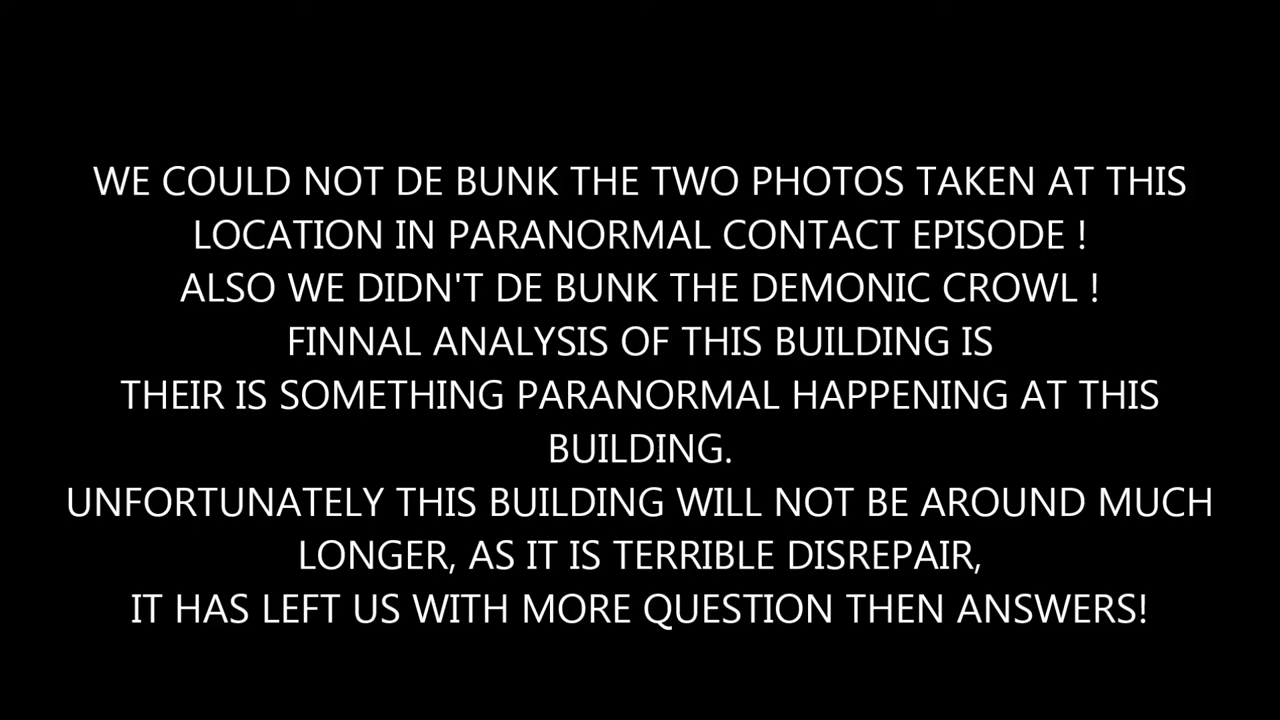 WE COULD NOT DE BUNK THE TWO PHOTOS TAKEN AT THIS
LOCATION IN PARANORMAL CONTACT EPISODE !
ALSO WE DIDN'T DE BUNK THE DEMONIC CROWL !
FINNAL ANALYSIS OF THIS BUILDING IS
THEIR IS SOMETHING PARANORMAL HAPPENING AT THIS
BUILDING.
UNFORTUNATELY THIS BUILDING WILL NOT BE AROUND MUCH
LONGER, AS IT IS TERRIBLE DISREPAIR,
IT HAS LEFT US WITH MORE QUESTION THEN ANSWERS!